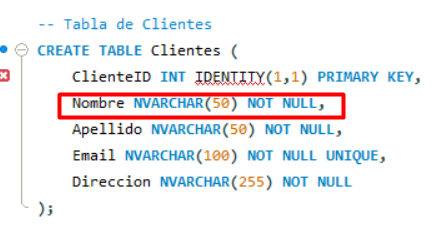 -- Tabla de Clientes
CREATE TABLE Clientes (
ClienteID INT IDENTITY(1,1) PRIMARY KEY,
Nombre NVARCHAR(50) NOT NULL,
Apellido NVARCHAR(50) NOT NULL,
Email NVARCHAR(100) NOT NULL UNIQUE,
Direccion NVARCHAR(255) NOT NULL
);